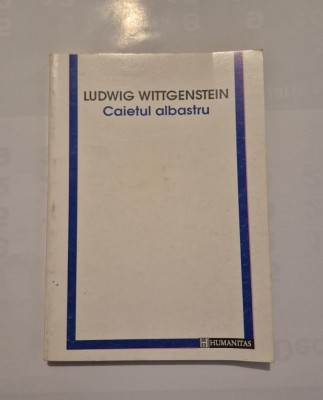 LUDWIG WITTGENSTEIN
Caietul albastru
HUMANITAS